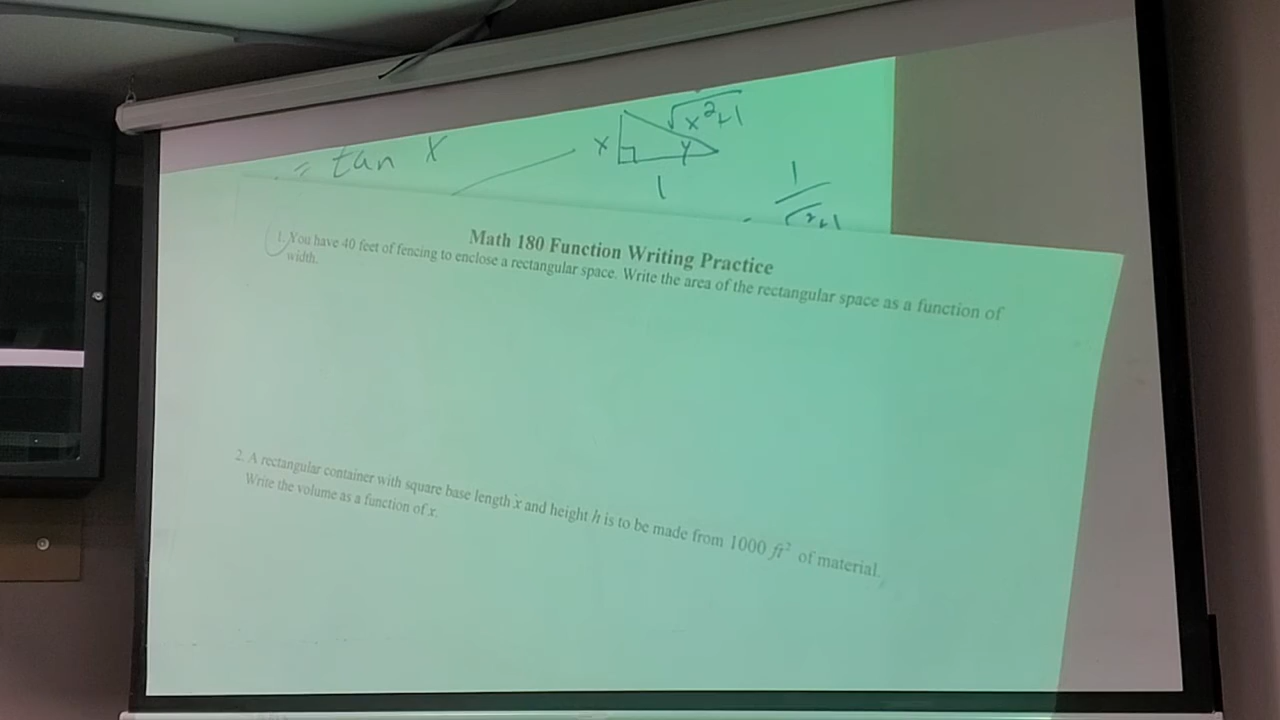 = tan x
x
√x²+1
y
1
1
√x²+1
Math 180 Function Writing Practice
1. You have 40 feet of fencing to enclose a rectangular space. Write the area of the rectangular space as a function of
width.
2. A rectangular container with square base length x and height h is to be made from 1000 ft² of material.
Write the volume as a function of x.